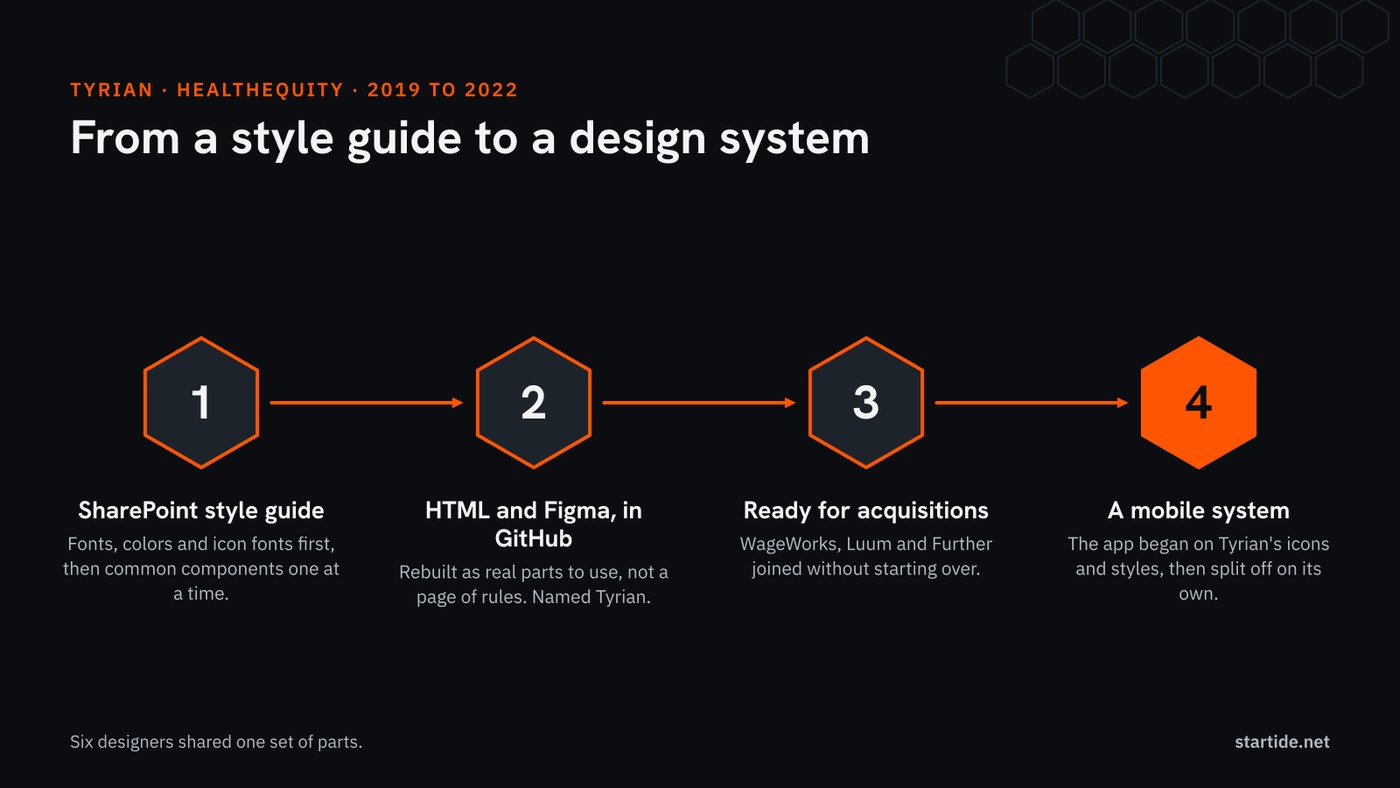 TYRIAN · HEALTHEQUITY · 2019 TO 2022
From a style guide to a design system
1
2
3
4
SharePoint style guide
Fonts, colors and icon fonts first,
then common components one at
a time.
HTML and Figma, in
GitHub
Rebuilt as real parts to use, not a
page of rules. Named Tyrian.
Ready for acquisitions
WageWorks, Luum and Further
joined without starting over.
A mobile system
The app began on Tyrian's icons
and styles, then split off on its
own.
Six designers shared one set of parts.
startide.net